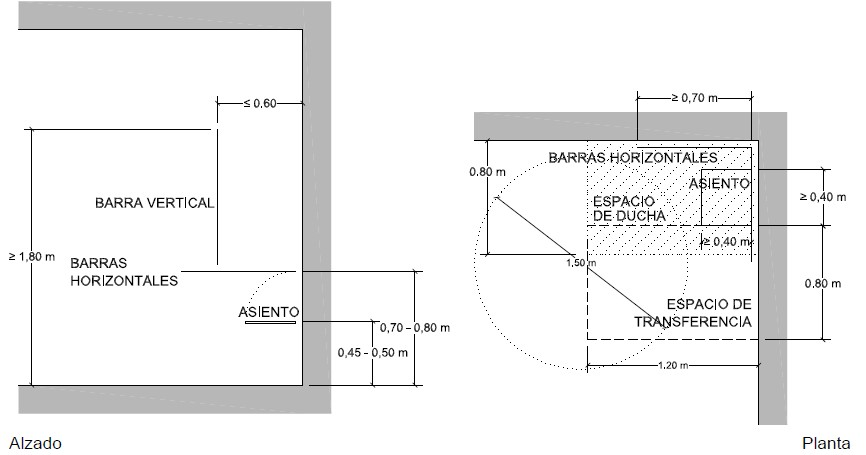 ≤ 0,60
BARRA VERTICAL
≥ 1,80 m
BARRAS
HORIZONTALES
ASIENTO
0,70 – 0,80 m
0,45 – 0,50 m
Alzado
≥ 0,70 m
BARRAS HORIZONTALES
0.80 m
ASIENTO
≥ 0,40 m
ESPACIO
DE DUCHA
≥ 0,40 m
1,50 m
0.80 m
ESPACIO DE
TRANSFERENCIA
1.20 m
Planta